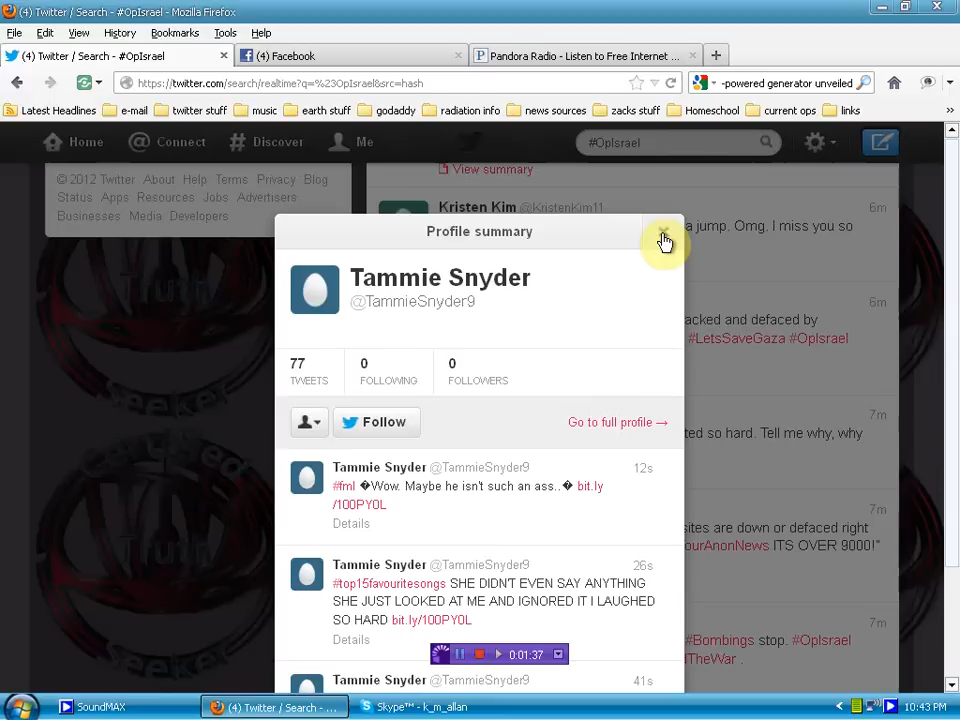 (4) Twitter / Search - #OpIsrael - Mozilla Firefox
File Edit View History Bookmarks Tools Help
(4) Twitter / Search - #OpIsrael
(4) Facebook
Pandora Radio - Listen to Free Internet ...
https://twitter.com/search/realtime?q=%23OpIsrael&src=hash
-powered generator unveiled
Latest Headlines e-mail twitter stuff music earth stuff godaddy radiation info news sources zacks stuff Homeschool current ops links
Home Connect Discover Me
#OpIsrael
© 2012 Twitter About Help Terms Privacy Blog
Status Apps Resources Jobs Advertisers
Businesses Media Developers
View summary
Kristen Kim @KristenKim11 6m
a jump. Omg. I miss you so
Profile summary
Tammie Snyder
@TammieSnyder9
77 0 0
TWEETS FOLLOWING FOLLOWERS
Follow
Go to full profile →
Tammie Snyder @TammieSnyder9 12s
#fml �Wow. Maybe he isn't such an ass..� bit.ly
/100PY0L
Details
Tammie Snyder @TammieSnyder9 26s
#top15favouritesongs SHE DIDN'T EVEN SAY ANYTHING
SHE JUST LOOKED AT ME AND IGNORED IT I LAUGHED
SO HARD bit.ly/100PY0L
Details
Tammie Snyder @TammieSnyder9 41s
6m
acked and defaced by
#LetsSaveGaza #OpIsrael
7m
ted so hard. Tell me why, why
7m
sites are down or defaced right
ourAnonNews ITS OVER 9000!"
7m
#Bombings stop. #OpIsrael
dTheWar .
0:01:37
SoundMAX
(4) Twitter / Search - ...
Skype™ - k_m_allan
10:43 PM